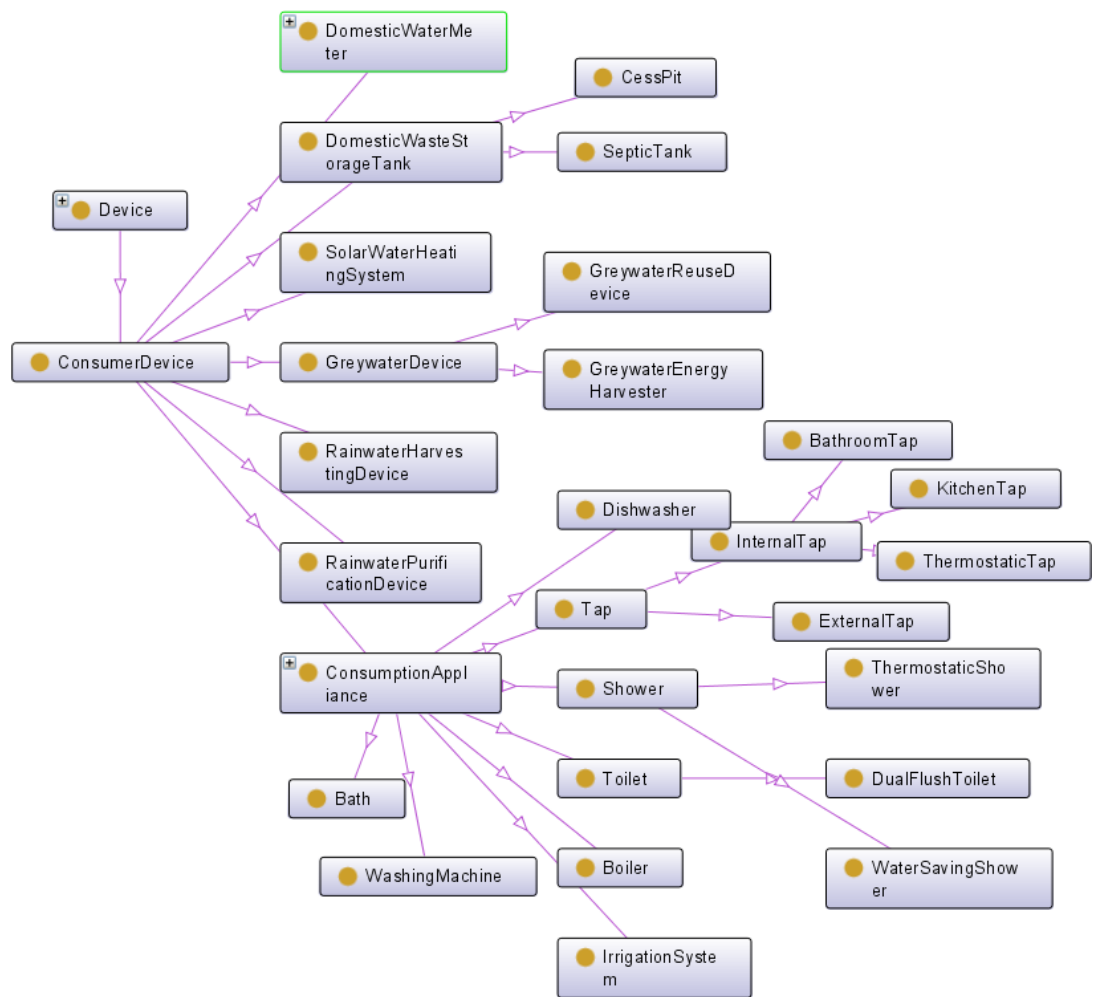 DomesticWaterMe
ter
CessPit
DomesticWasteSt
orageTank
SepticTank
Device
SolarWaterHeati
ngSystem
GreywaterReuseD
evice
ConsumerDevice
GreywaterDevice
GreywaterEnergy
Harvester
RainwaterHarves
tingDevice
BathroomTap
KitchenTap
Dishwasher
InternalTap
ThermostaticTap
RainwaterPurifi
cationDevice
Tap
ExternalTap
ConsumptionAppl
iance
Shower
ThermostaticSho
wer
Toilet
DualFlushToilet
Bath
WashingMachine
Boiler
WaterSavingShow
er
IrrigationSyste
m